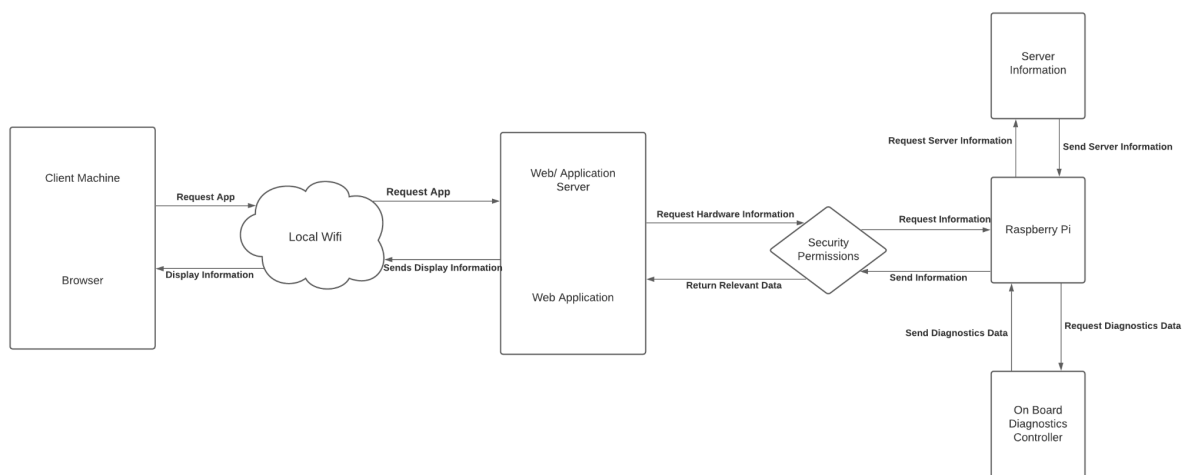 Client Machine
Browser
Request App
Display Information
Local Wifi
Request App
Sends Display Information
Web/ Application
Server
Web Application
Request Hardware Information
Return Relevant Data
Security
Permissions
Request Information
Send Information
Server
Information
Request Server Information
Send Server Information
Raspberry Pi
Send Diagnostics Data
Request Diagnostics Data
On Board
Diagnostics
Controller